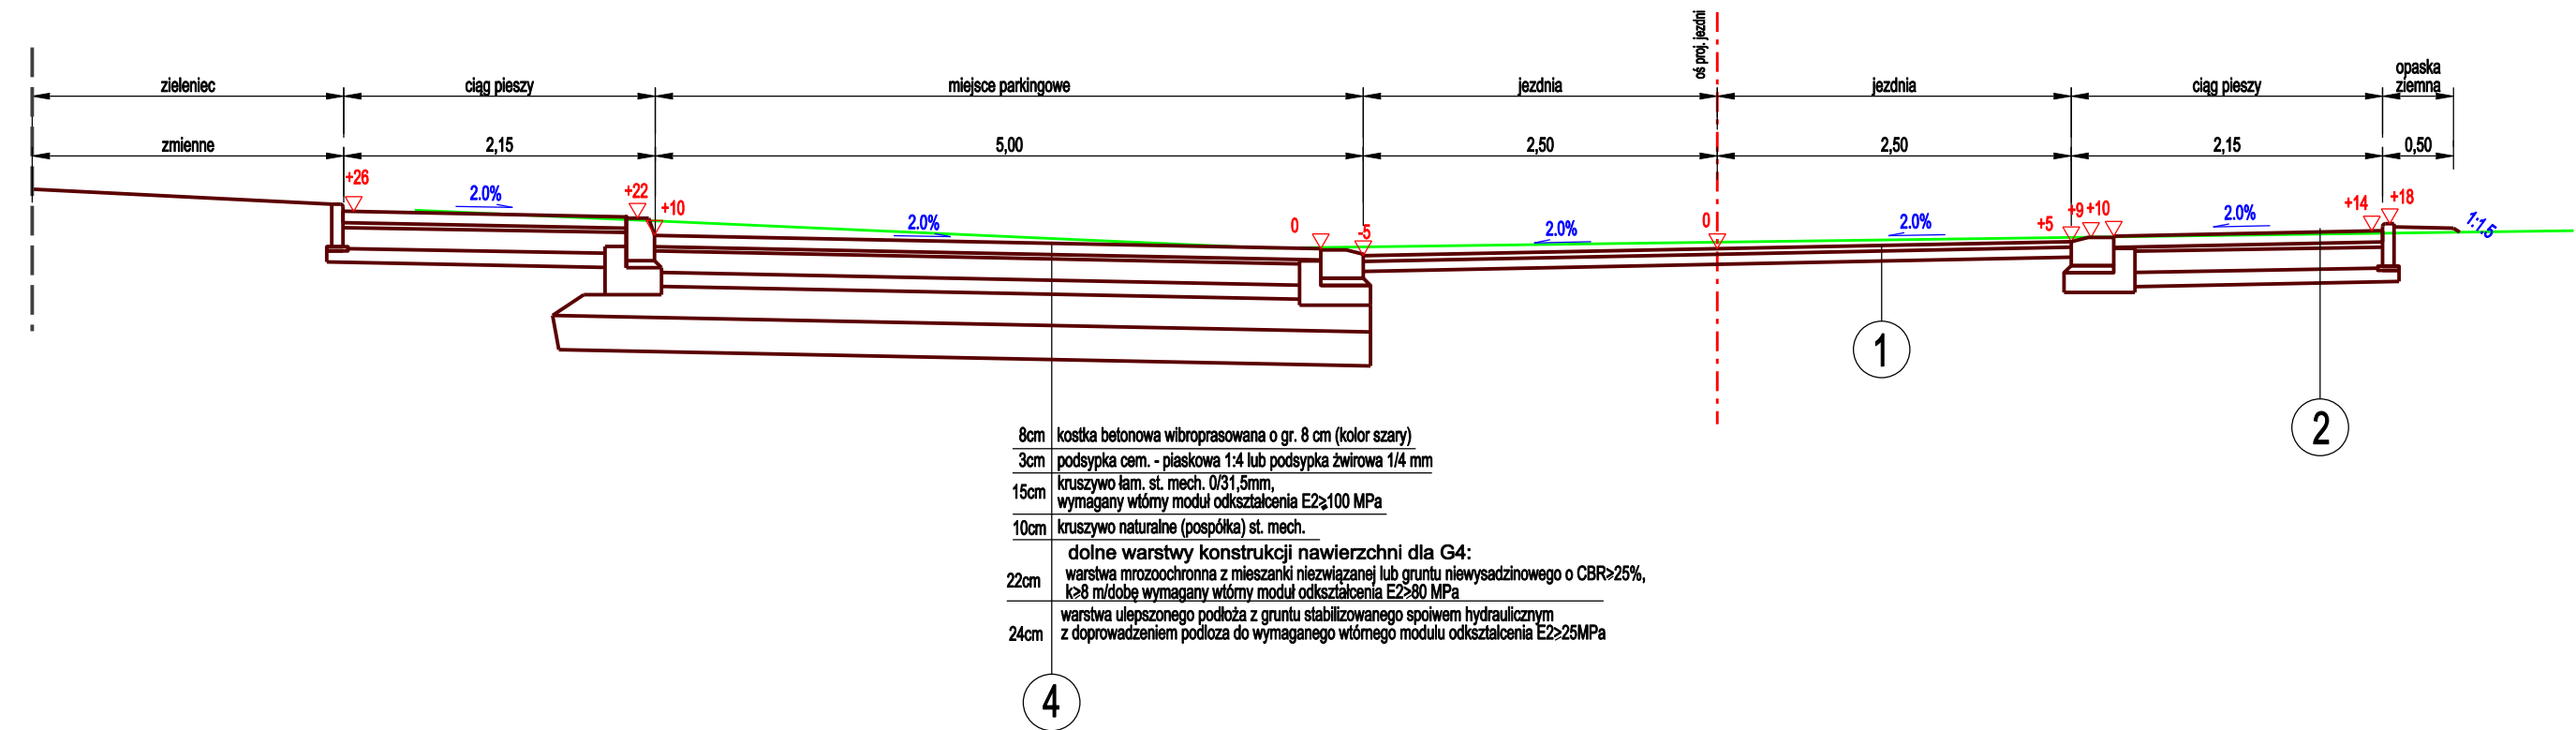 oś proj. jezdni
zieleniec
ciąg pieszy
miejsce parkingowe
jezdnia
jezdnia
ciąg pieszy
opaska
ziemna
zmienne
2,15
5,00
2,50
2,50
2,15
0,50
+26
2.0%
+22
+10
2.0%
0
-5
2.0%
0
2.0%
+5
+9
+10
2.0%
+14
+18
1:1.5
1
2
8cm kostka betonowa wibroprasowana o gr. 8 cm (kolor szary)
3cm podsypka cem. - piaskowa 1:4 lub podsypka żwirowa 1/4 mm
15cm kruszywo łam. st. mech. 0/31,5mm,
wymagany wtórny moduł odkształcenia E2≥100 MPa
10cm kruszywo naturalne (pospółka) st. mech.
dolne warstwy konstrukcji nawierzchni dla G4:
22cm warstwa mrozoochronna z mieszanki niezwiązanej lub gruntu niewysadzinowego o CBR≥25%,
k≥8 m/dobę wymagany wtórny moduł odkształcenia E2≥80 MPa
24cm warstwa ulepszonego podłoża z gruntu stabilizowanego spoiwem hydraulicznym
z doprowadzeniem podloza do wymaganego wtórnego modulu odkształcenia E2≥25MPa
4